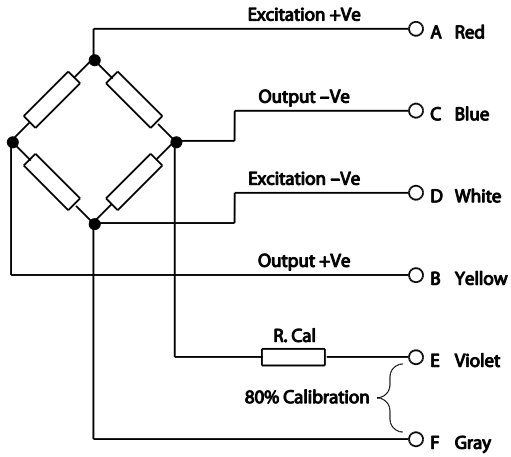 Excitation +Ve
A Red
Output –Ve
C Blue
Excitation –Ve
D White
Output +Ve
B Yellow
R. Cal
E Violet
80% Calibration
F Gray